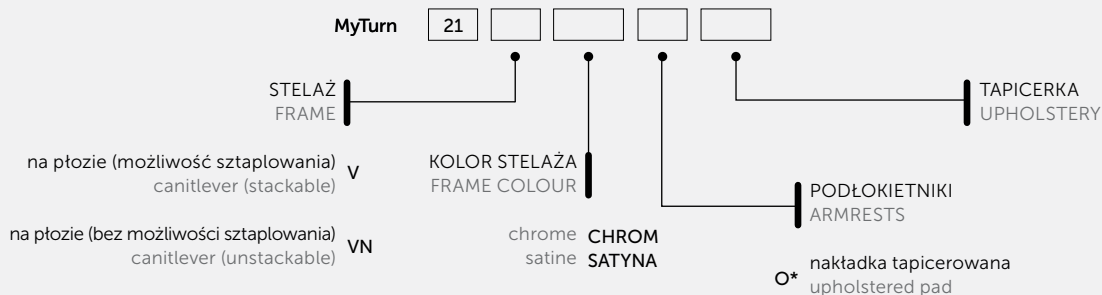 MyTurn 21
STELAŻ
FRAME
na płozie (możliwość sztaplowania) V
canitlever (stackable)
na płozie (bez możliwości sztaplowania) VN
canitlever (unstackable)
KOLOR STELAŻA
FRAME COLOUR
chrome CHROM
satine SATYNA
PODŁOKIETNIKI
ARMRESTS
O* nakładka tapicerowana
upholstered pad
TAPICERKA
UPHOLSTERY